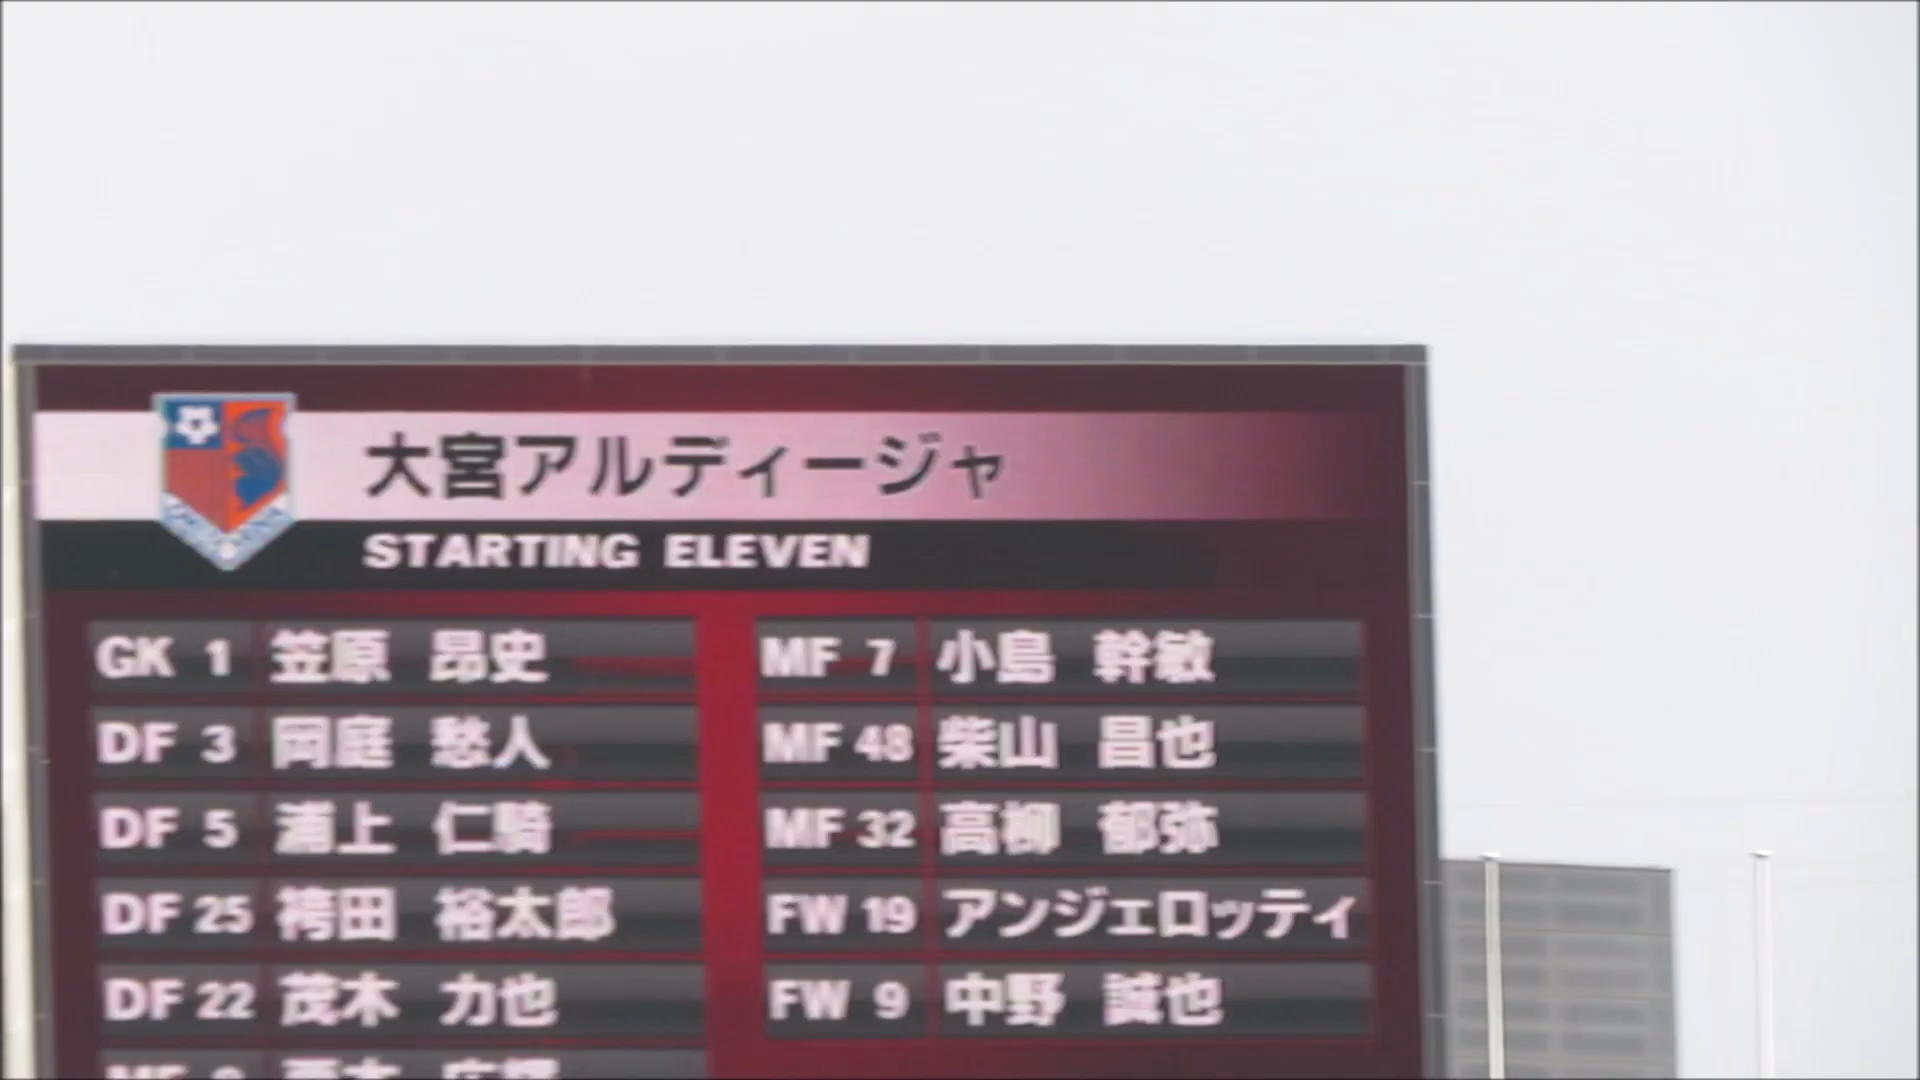 大宮アルディージャ
STARTING ELEVEN
GK 1 笠原 昂史
DF 3 岡庭 愁人
DF 5 浦上 仁騎
DF 25 袴田 裕太郎
DF 22 茂木 力也
MF 7 小島 幹敏
MF 48 柴山 昌也
MF 32 高柳 郁弥
FW 19 アンジェロッティ
FW 9 中野 誠也